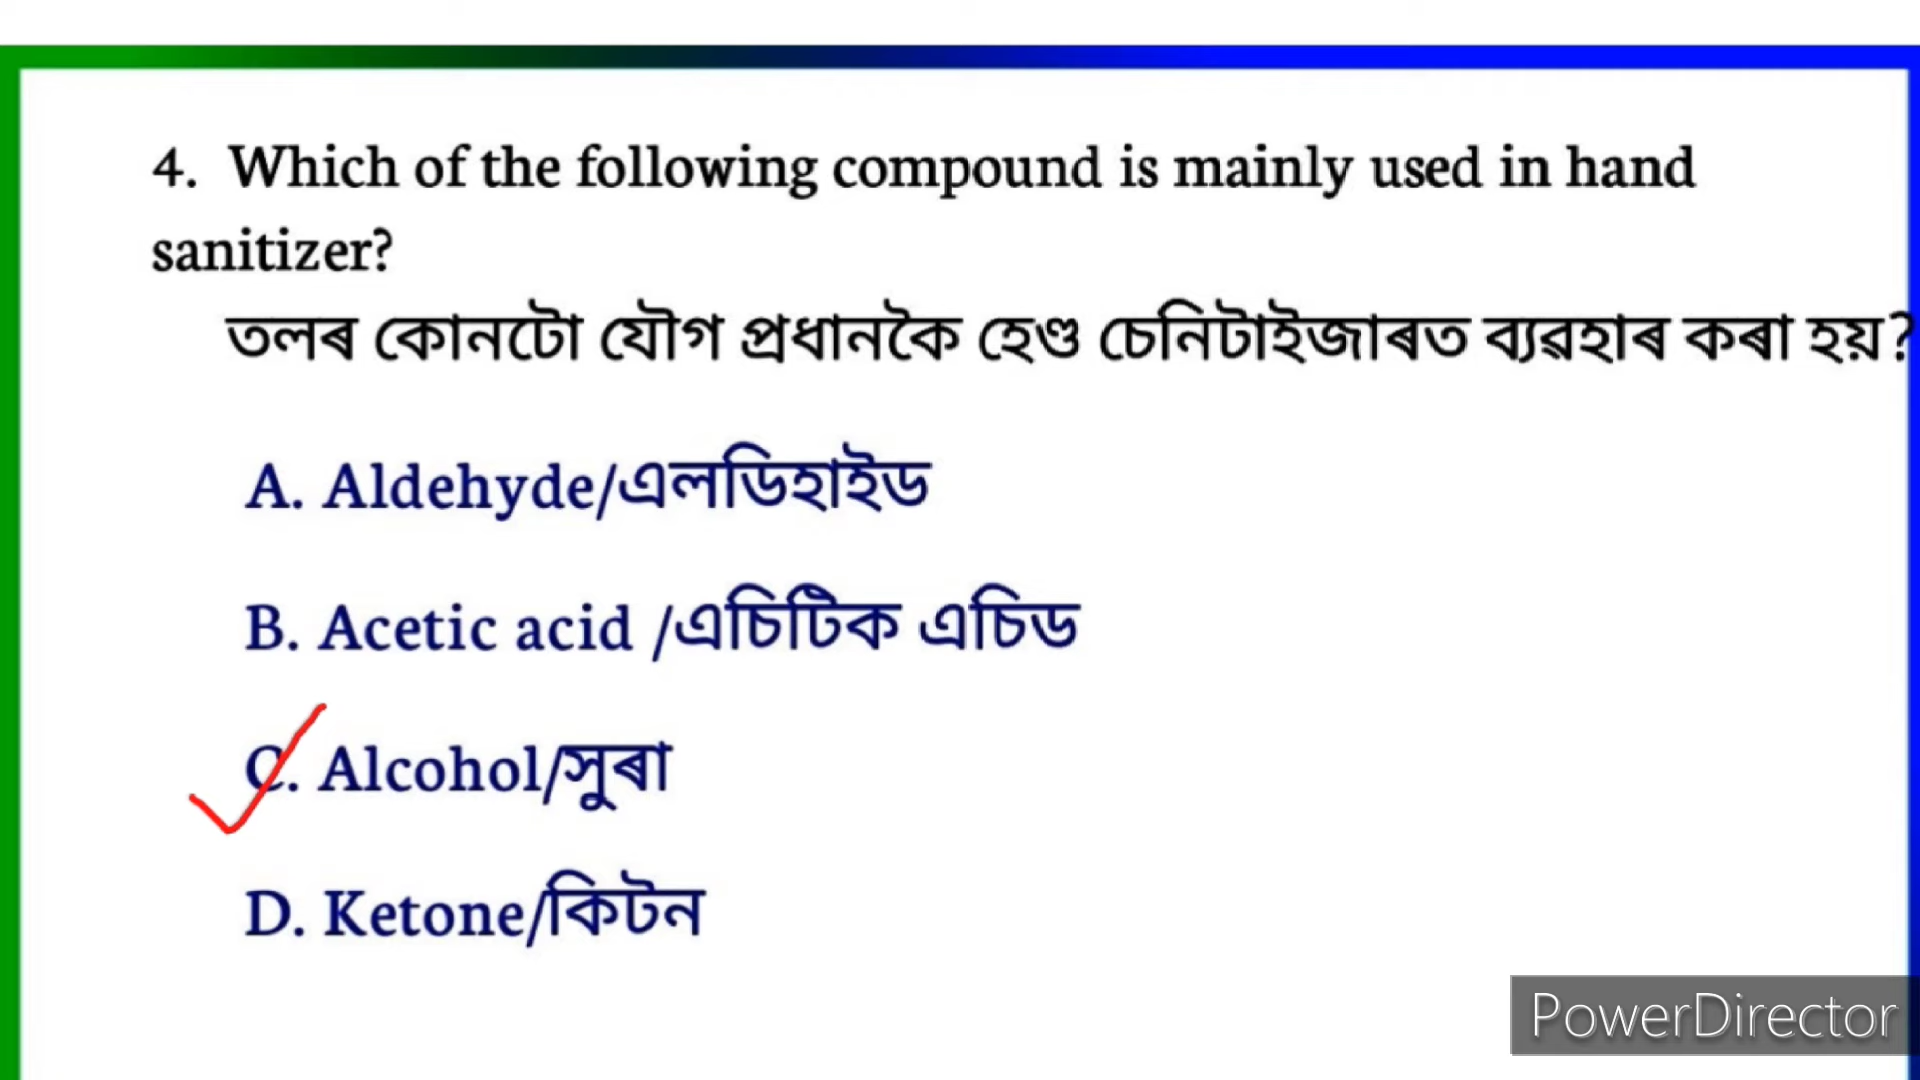 4. Which of the following compound is mainly used in hand
sanitizer?
তলৰ কোনটো যৌগ প্ৰধানকৈ হেণ্ড চেনিটাইজাৰত ব্যৱহাৰ কৰা হয়?
A. Aldehyde/এলডিহাইড
B. Acetic acid /এচিটিক এচিড
C. Alcohol/সুৰা
D. Ketone/কিটন
PowerDirector